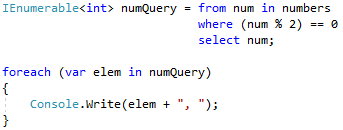 IEnumerable<int> numQuery = from num in numbers
where (num % 2) == 0
select num;
foreach (var elem in numQuery)
{
Console.Write(elem + ", ");
}